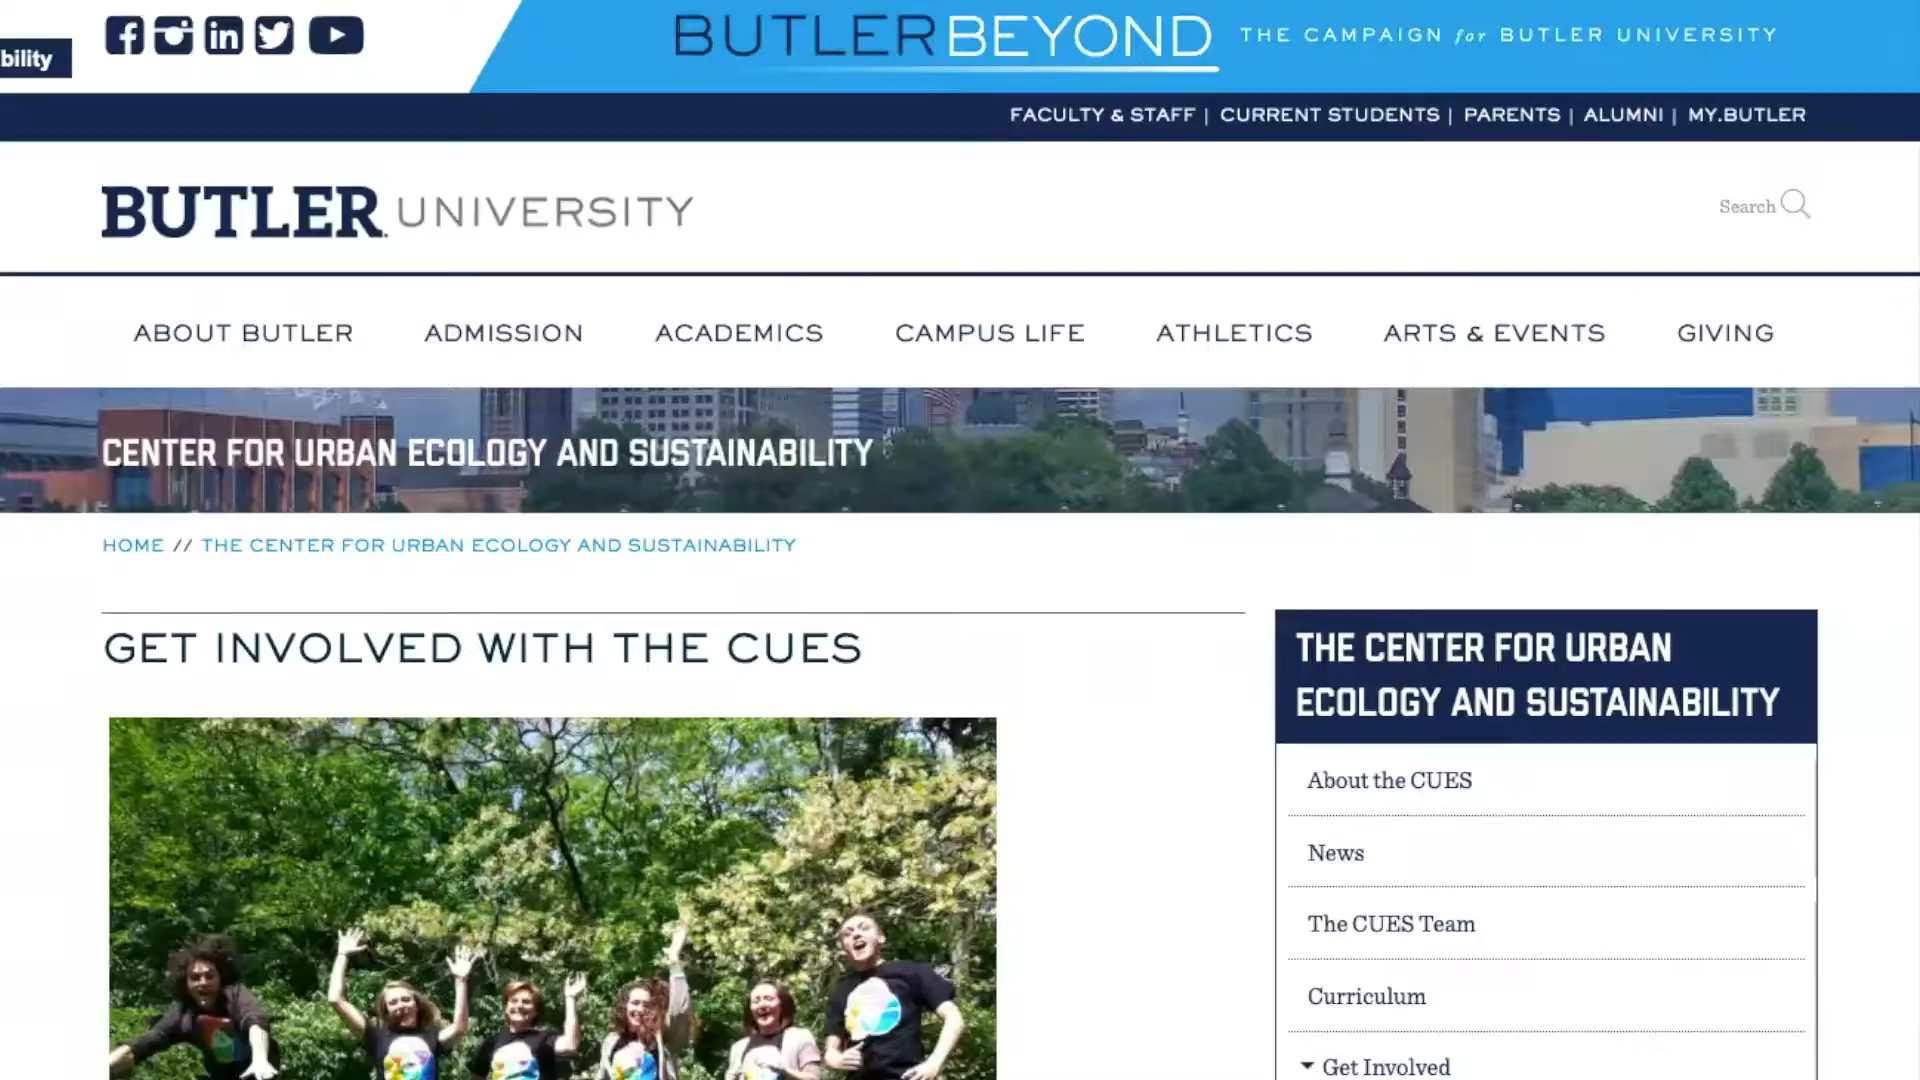 bility
BUTLER BEYOND
THE CAMPAIGN for BUTLER UNIVERSITY
FACULTY & STAFF | CURRENT STUDENTS | PARENTS | ALUMNI | MY.BUTLER
BUTLER UNIVERSITY
Search
ABOUT BUTLER ADMISSION ACADEMICS CAMPUS LIFE ATHLETICS ARTS & EVENTS GIVING
CENTER FOR URBAN ECOLOGY AND SUSTAINABILITY
HOME // THE CENTER FOR URBAN ECOLOGY AND SUSTAINABILITY
GET INVOLVED WITH THE CUES
THE CENTER FOR URBAN
ECOLOGY AND SUSTAINABILITY
About the CUES
News
The CUES Team
Curriculum
Get Involved